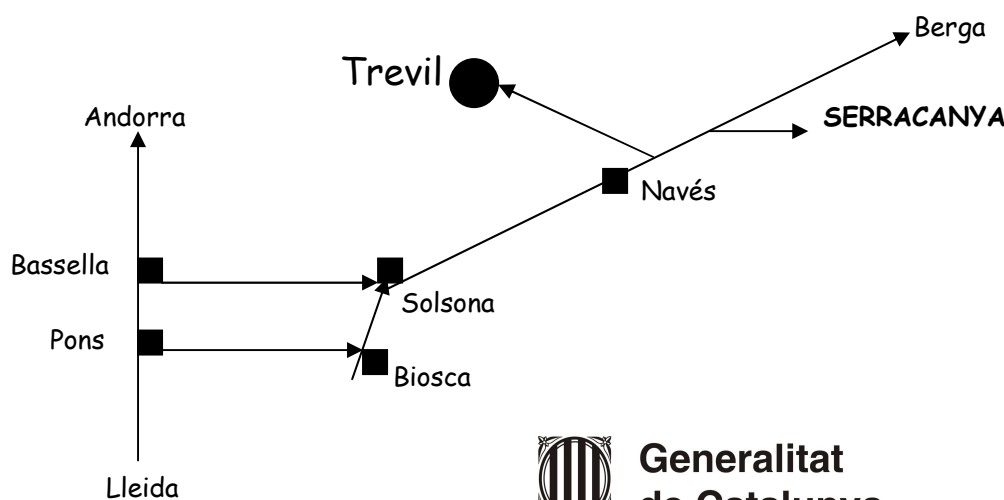 Berga
Trevil
SERRACANYA
Andorra
Navés
Bassella
Solsona
Pons
Biosca
Generalitat
de Catalunya
Lleida